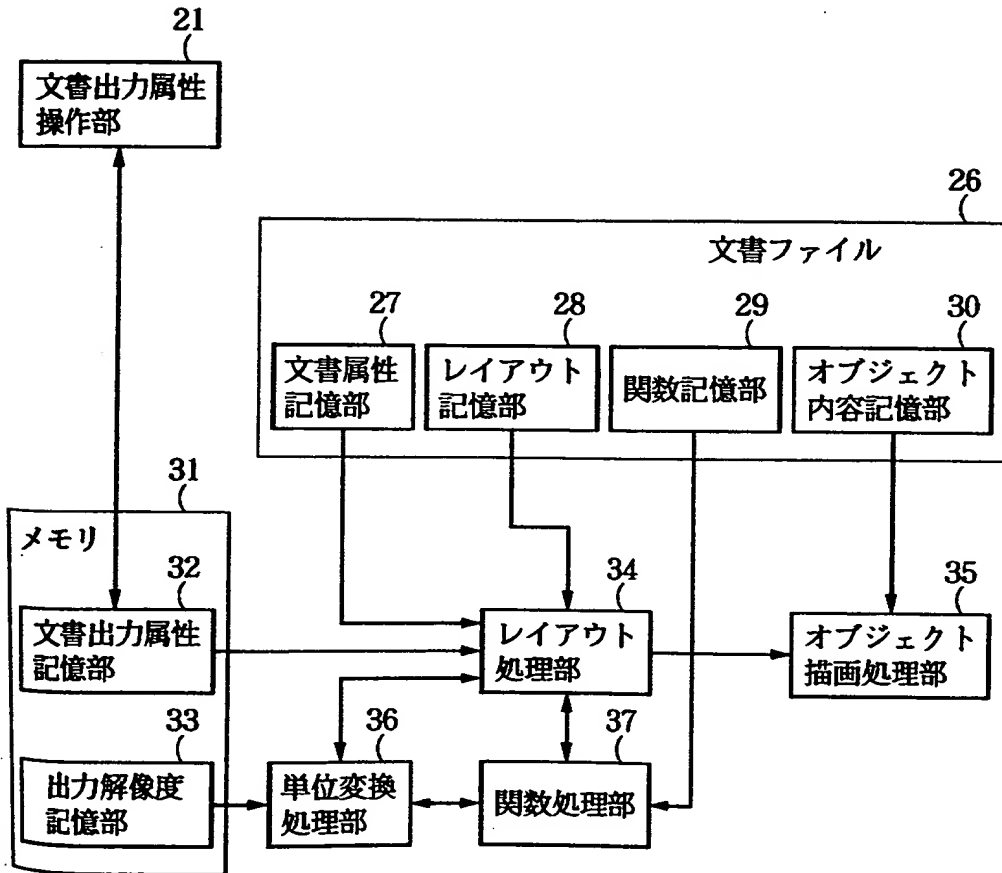 21
文書出力属性
操作部
26
文書ファイル
27
28
29
30
文書属性
記憶部
レイアウト
記憶部
関数記憶部
オブジェクト
内容記憶部
31
メモリ
32
文書出力属性
記憶部
34
レイアウト
処理部
35
オブジェクト
描画処理部
33
出力解像度
記憶部
36
単位変換
処理部
37
関数処理部